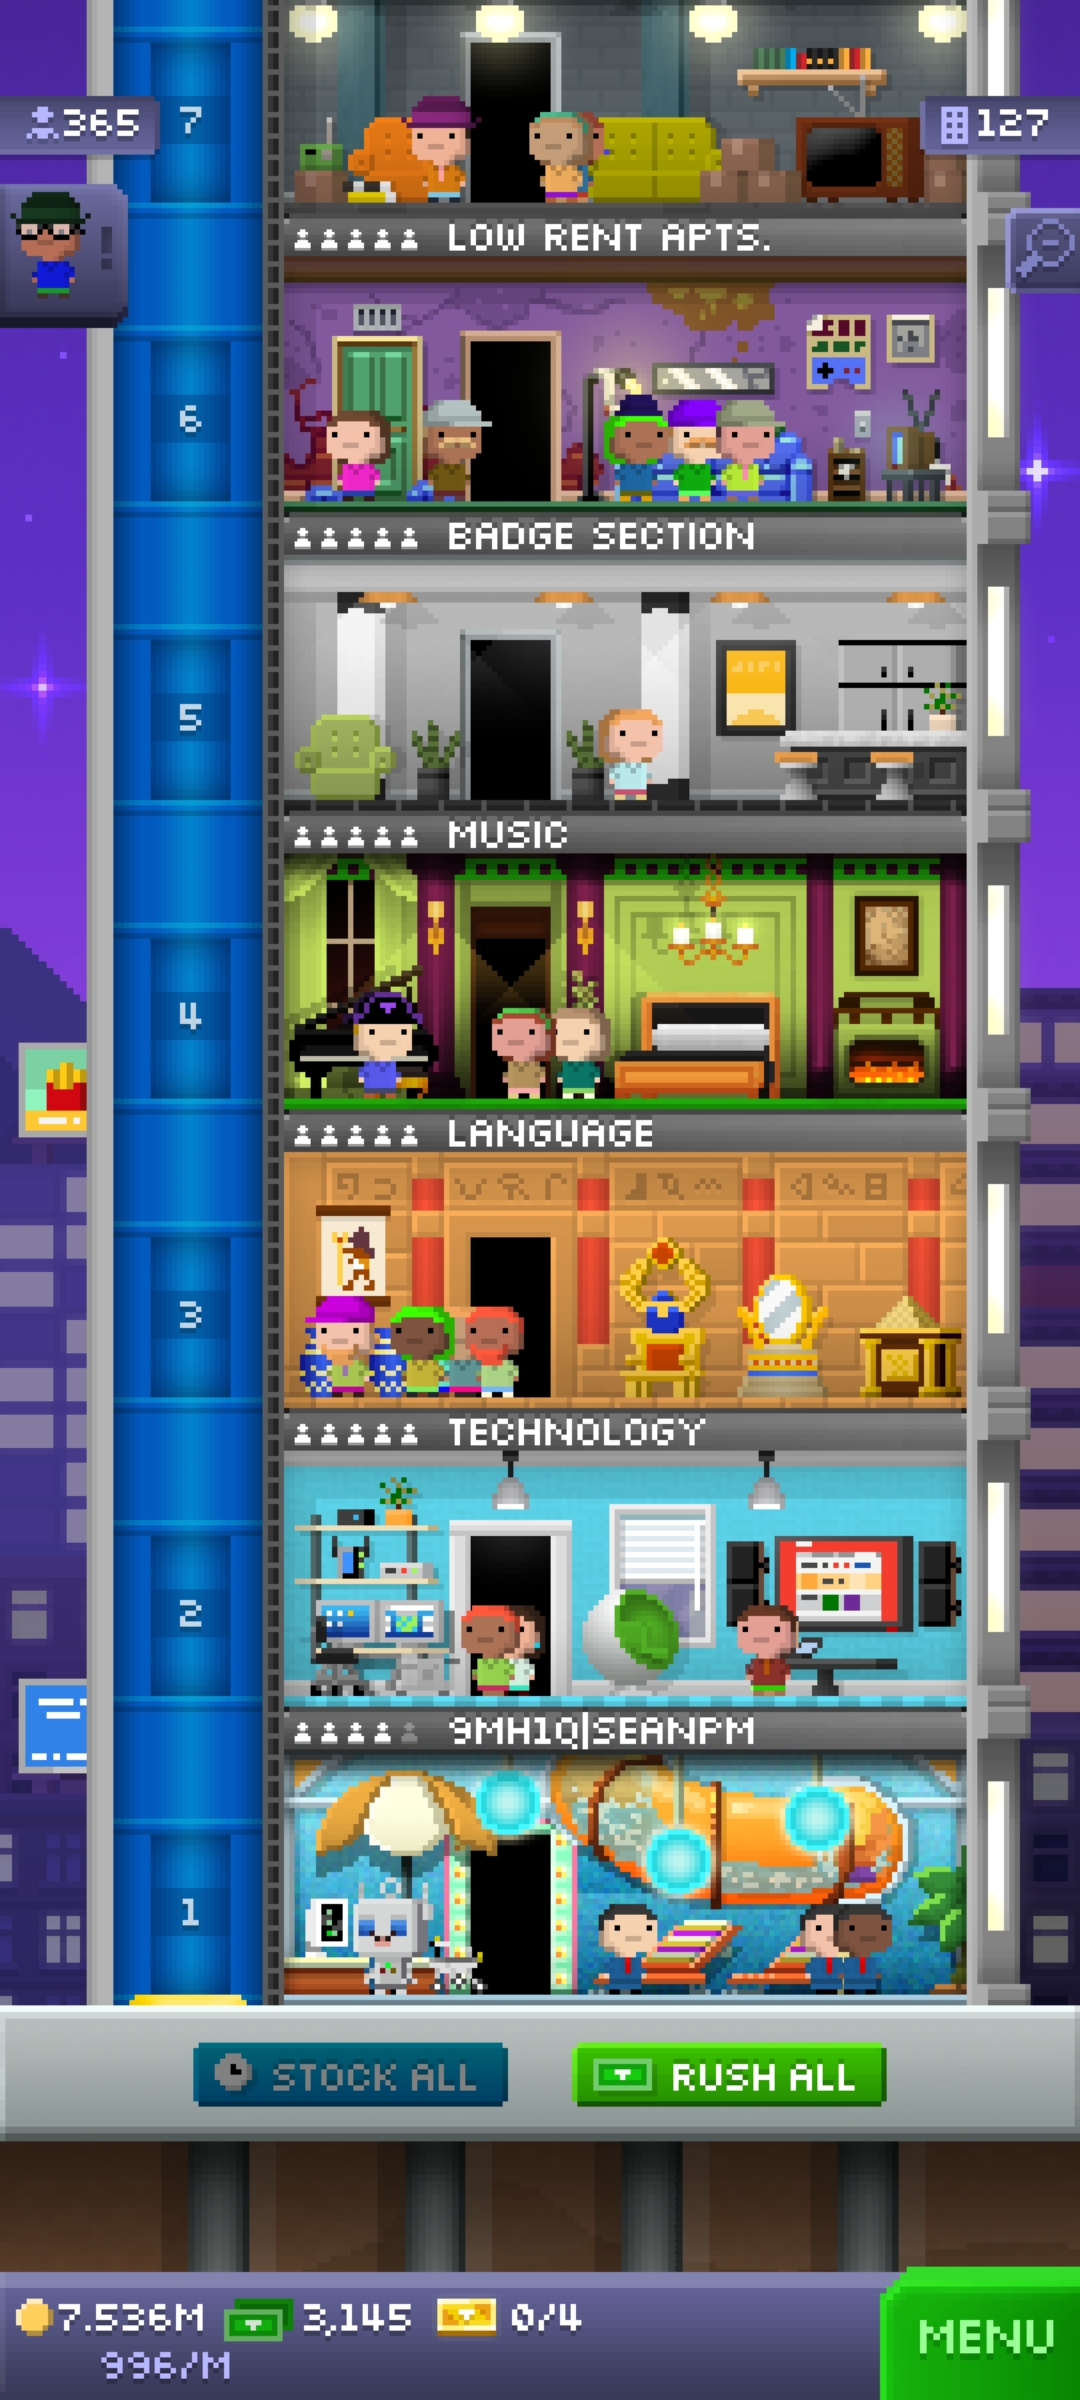 7
365
127
LOW RENT APTS.
6
BADGE SECTION
5
MUSIC
4
LANGUAGE
3
TECHNOLOGY
2
9MH1Q|SEANPM
1
STOCK ALL
RUSH ALL
7.536M 3,145 0/4
996/M
MENU